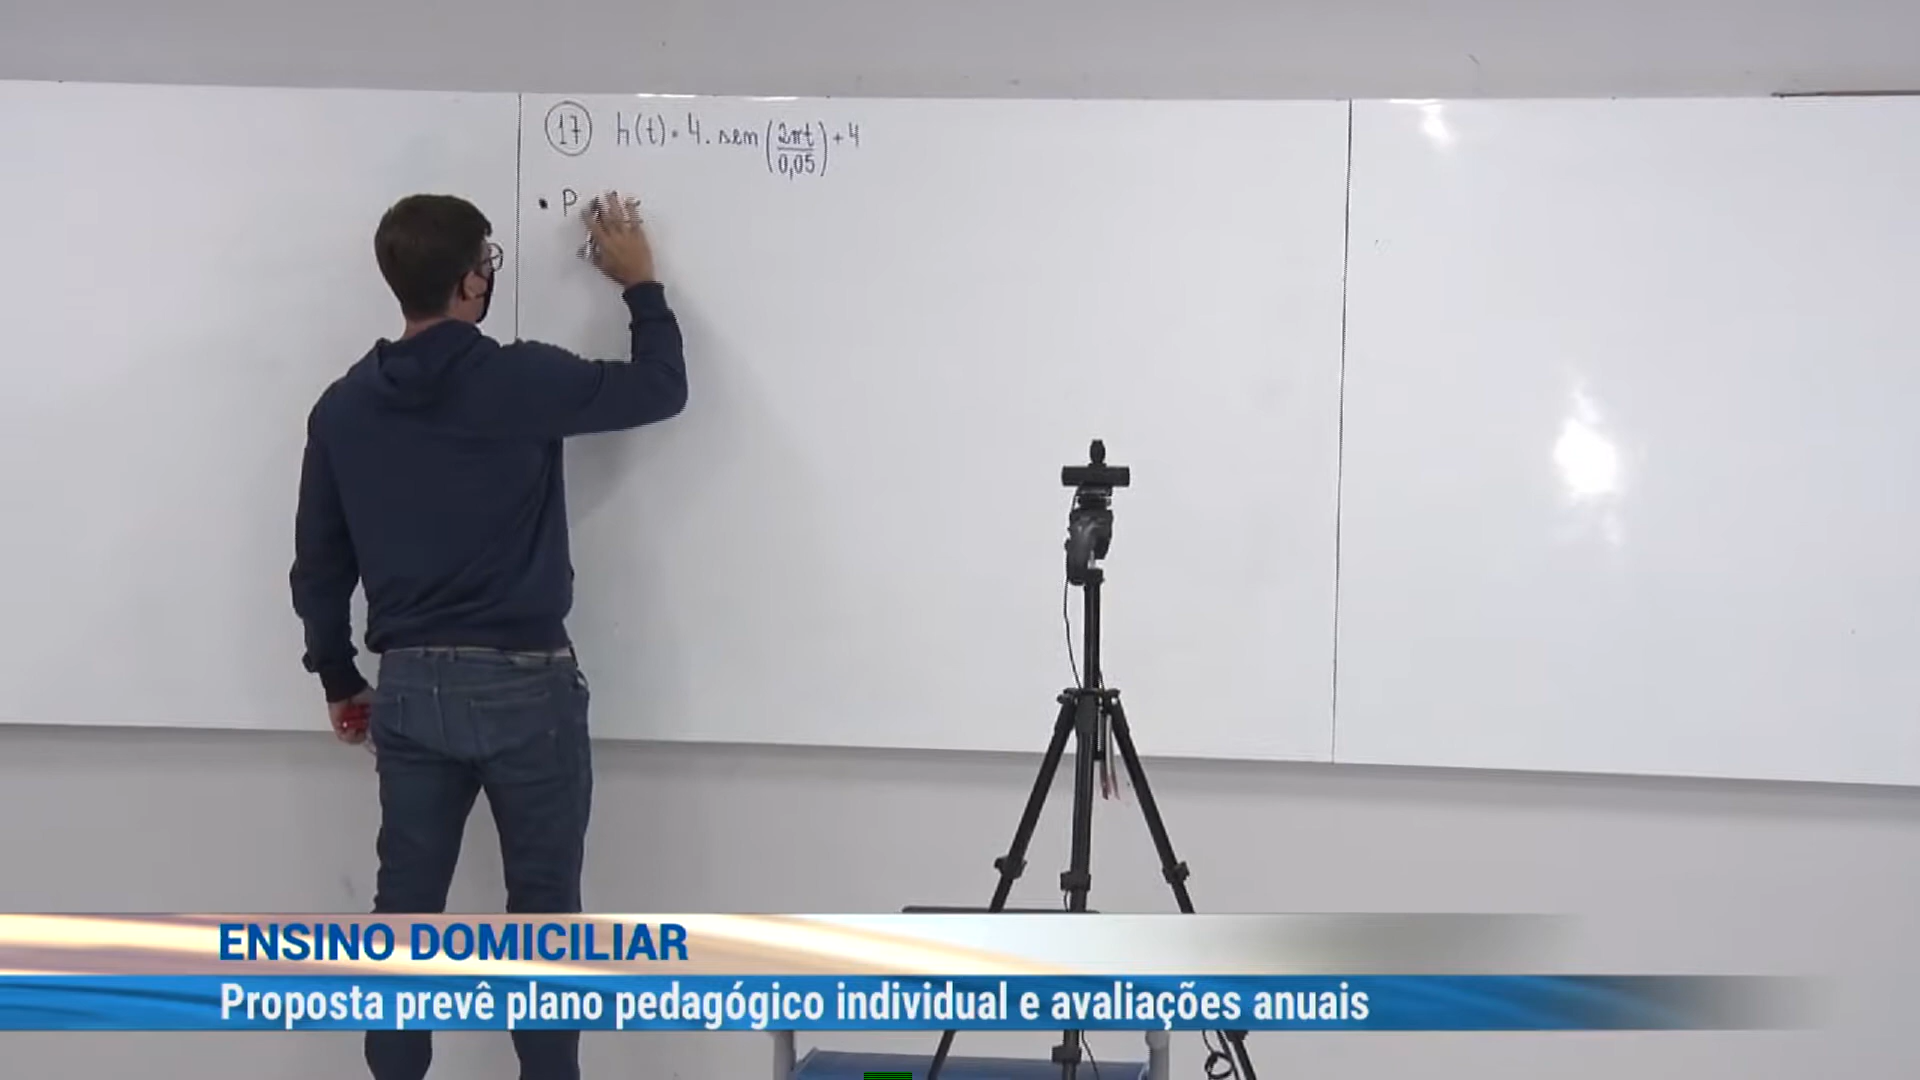 17 h(t) = 4. sen (2πt/0,05) + 4
• P
ENSINO DOMICILIAR
Proposta prevê plano pedagógico individual e avaliações anuais